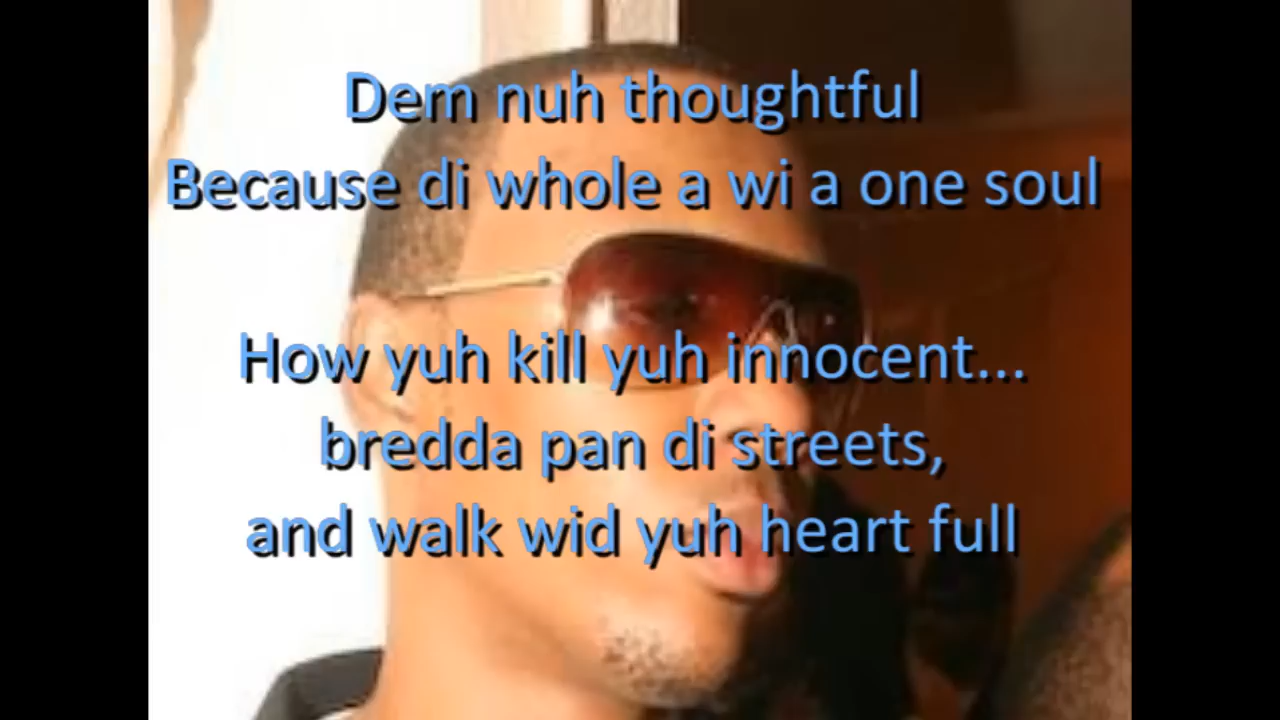 Dem nuh thoughtful
Because di whole a wi a one soul
How yuh kill yuh innocent...
bredda pan di streets,
and walk wid yuh heart full